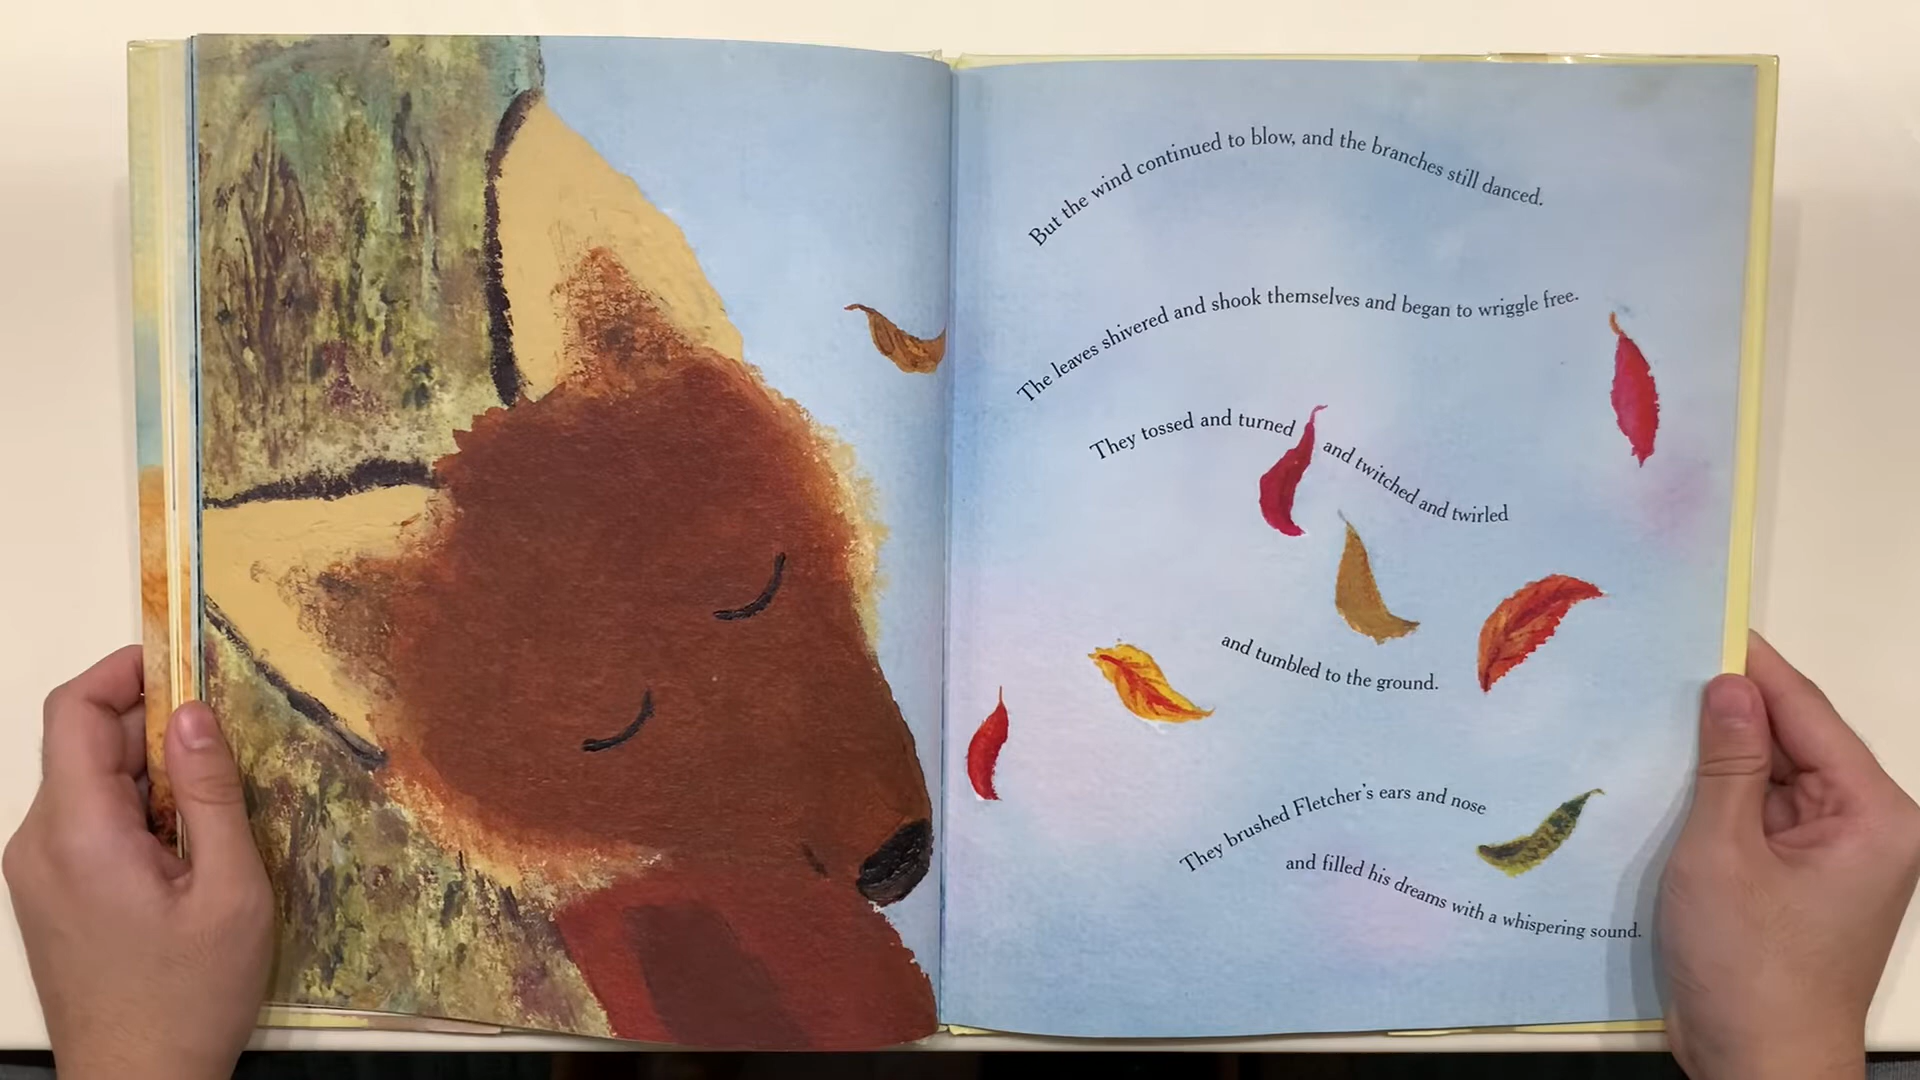 But the wind continued to blow, and the branches still danced.
The leaves shivered and shook themselves and began to wriggle free.
They tossed and turned and twitched and twirled
and tumbled to the ground.
They brushed Fletcher's ears and nose
and filled his dreams with a whispering sound.